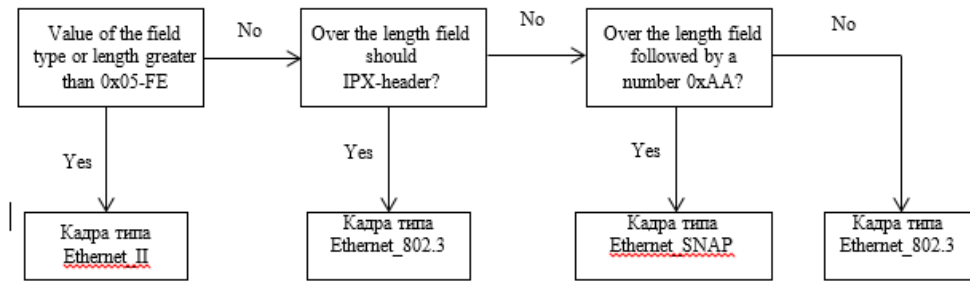 Value of the field
type or length greater
than 0x05-FE
No
Over the length field
should
IPX-header?
No
Over the length field
followed by a
number 0xAA?
No
Yes
Yes
Yes
Кадра типа
Ethernet_II
Кадра типа
Ethernet_802.3
Кадра типа
Ethernet_SNAP
Кадра типа
Ethernet_802.3